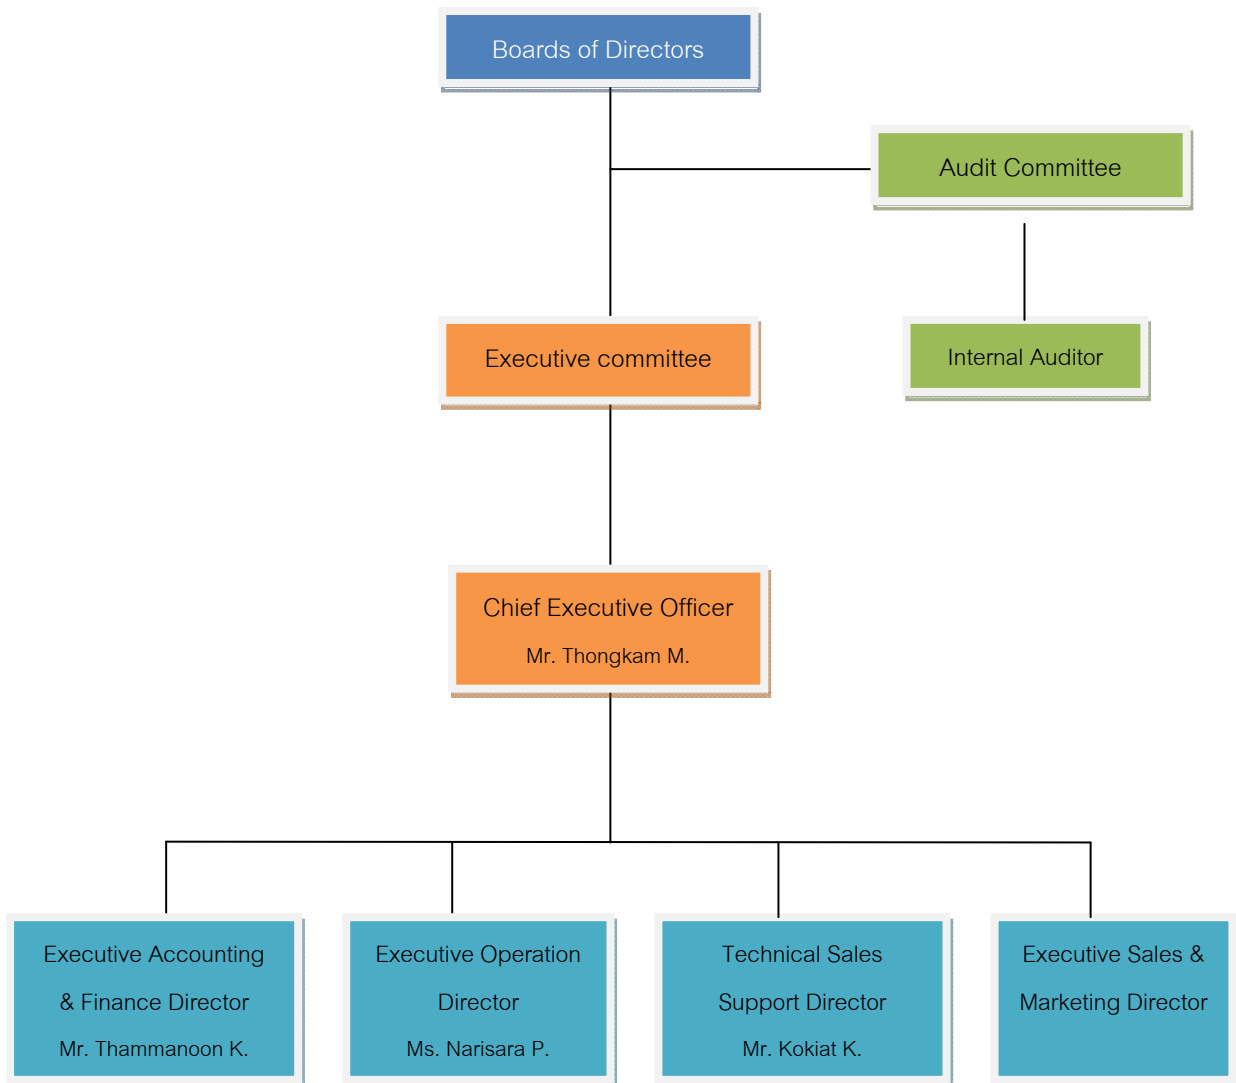 Boards of Directors
Audit Committee
Executive committee
Internal Auditor
Chief Executive Officer
Mr. Thongkam M.
Executive Accounting
& Finance Director
Mr. Thammanoon K.
Executive Operation
Director
Ms. Narisara P.
Technical Sales
Support Director
Mr. Kokiat K.
Executive Sales &
Marketing Director